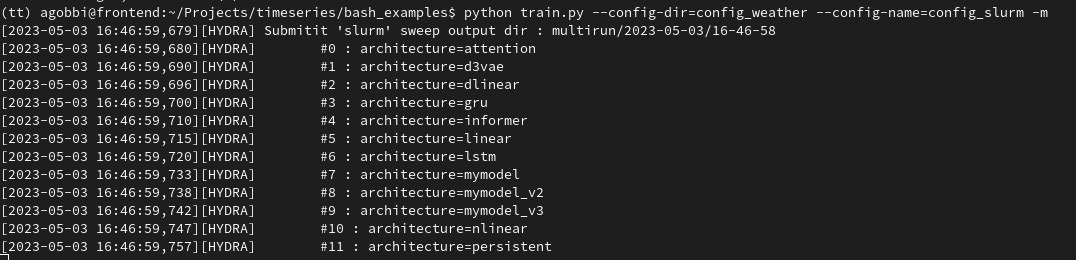 (tt) agobbi@frontend:~/Projects/timeseries/bash_examples$ python train.py --config-dir=config_weather --config-name=config_slurm -m
[2023-05-03 16:46:59,679][HYDRA] Submitit 'slurm' sweep output dir : multirun/2023-05-03/16-46-58
[2023-05-03 16:46:59,680][HYDRA]        #0 : architecture=attention
[2023-05-03 16:46:59,690][HYDRA]        #1 : architecture=d3vae
[2023-05-03 16:46:59,696][HYDRA]        #2 : architecture=dlinear
[2023-05-03 16:46:59,700][HYDRA]        #3 : architecture=gru
[2023-05-03 16:46:59,710][HYDRA]        #4 : architecture=informer
[2023-05-03 16:46:59,715][HYDRA]        #5 : architecture=linear
[2023-05-03 16:46:59,720][HYDRA]        #6 : architecture=lstm
[2023-05-03 16:46:59,733][HYDRA]        #7 : architecture=mymodel
[2023-05-03 16:46:59,738][HYDRA]        #8 : architecture=mymodel_v2
[2023-05-03 16:46:59,742][HYDRA]        #9 : architecture=mymodel_v3
[2023-05-03 16:46:59,747][HYDRA]        #10 : architecture=nlinear
[2023-05-03 16:46:59,757][HYDRA]        #11 : architecture=persistent